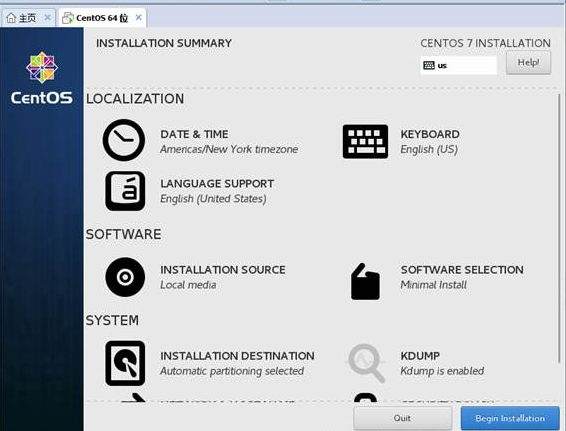 主页
CentOS 64 位
INSTALLATION SUMMARY
CENTOS 7 INSTALLATION
us
Help!
CentOS
LOCALIZATION
DATE & TIME
Americas/New York timezone
KEYBOARD
English (US)
LANGUAGE SUPPORT
English (United States)
SOFTWARE
INSTALLATION SOURCE
Local media
SOFTWARE SELECTION
Minimal Install
SYSTEM
INSTALLATION DESTINATION
Automatic partitioning selected
KDUMP
Kdump is enabled
Quit
Begin Installation